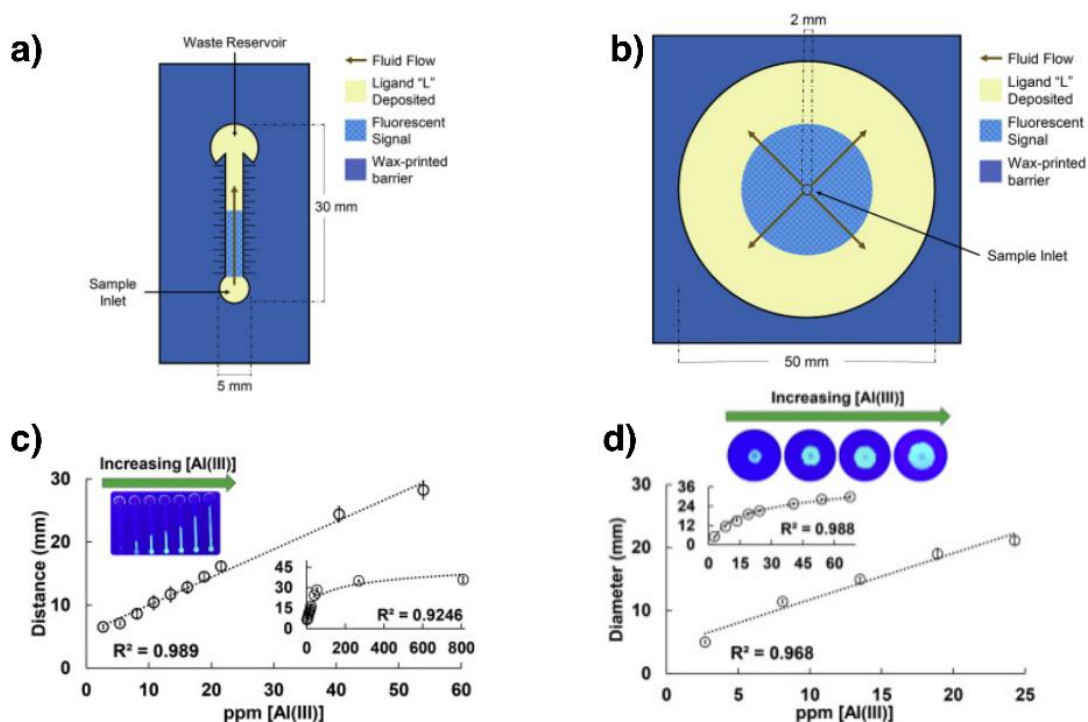 a)
Waste Reservoir
Fluid Flow
Ligand "L"
Deposited
Fluorescent
Signal
Wax-printed
barrier
30 mm
Sample
Inlet
5 mm
b)
2 mm
Fluid Flow
Ligand "L"
Deposited
Fluorescent
Signal
Wax-printed
barrier
Sample Inlet
50 mm
c)
Increasing [Al(III)]
Distance (mm)
30
20
10
0
0 10 20 30 40 50 60
ppm [Al(III)]
R² = 0.989
45
30
15
0
0 200 400 600 800
R² = 0.9246
d)
Increasing [Al(III)]
Diameter (mm)
30
20
10
0
0 5 10 15 20 25
ppm [Al(III)]
36
24
12
0
0 15 30 45 60
R² = 0.988
R² = 0.968